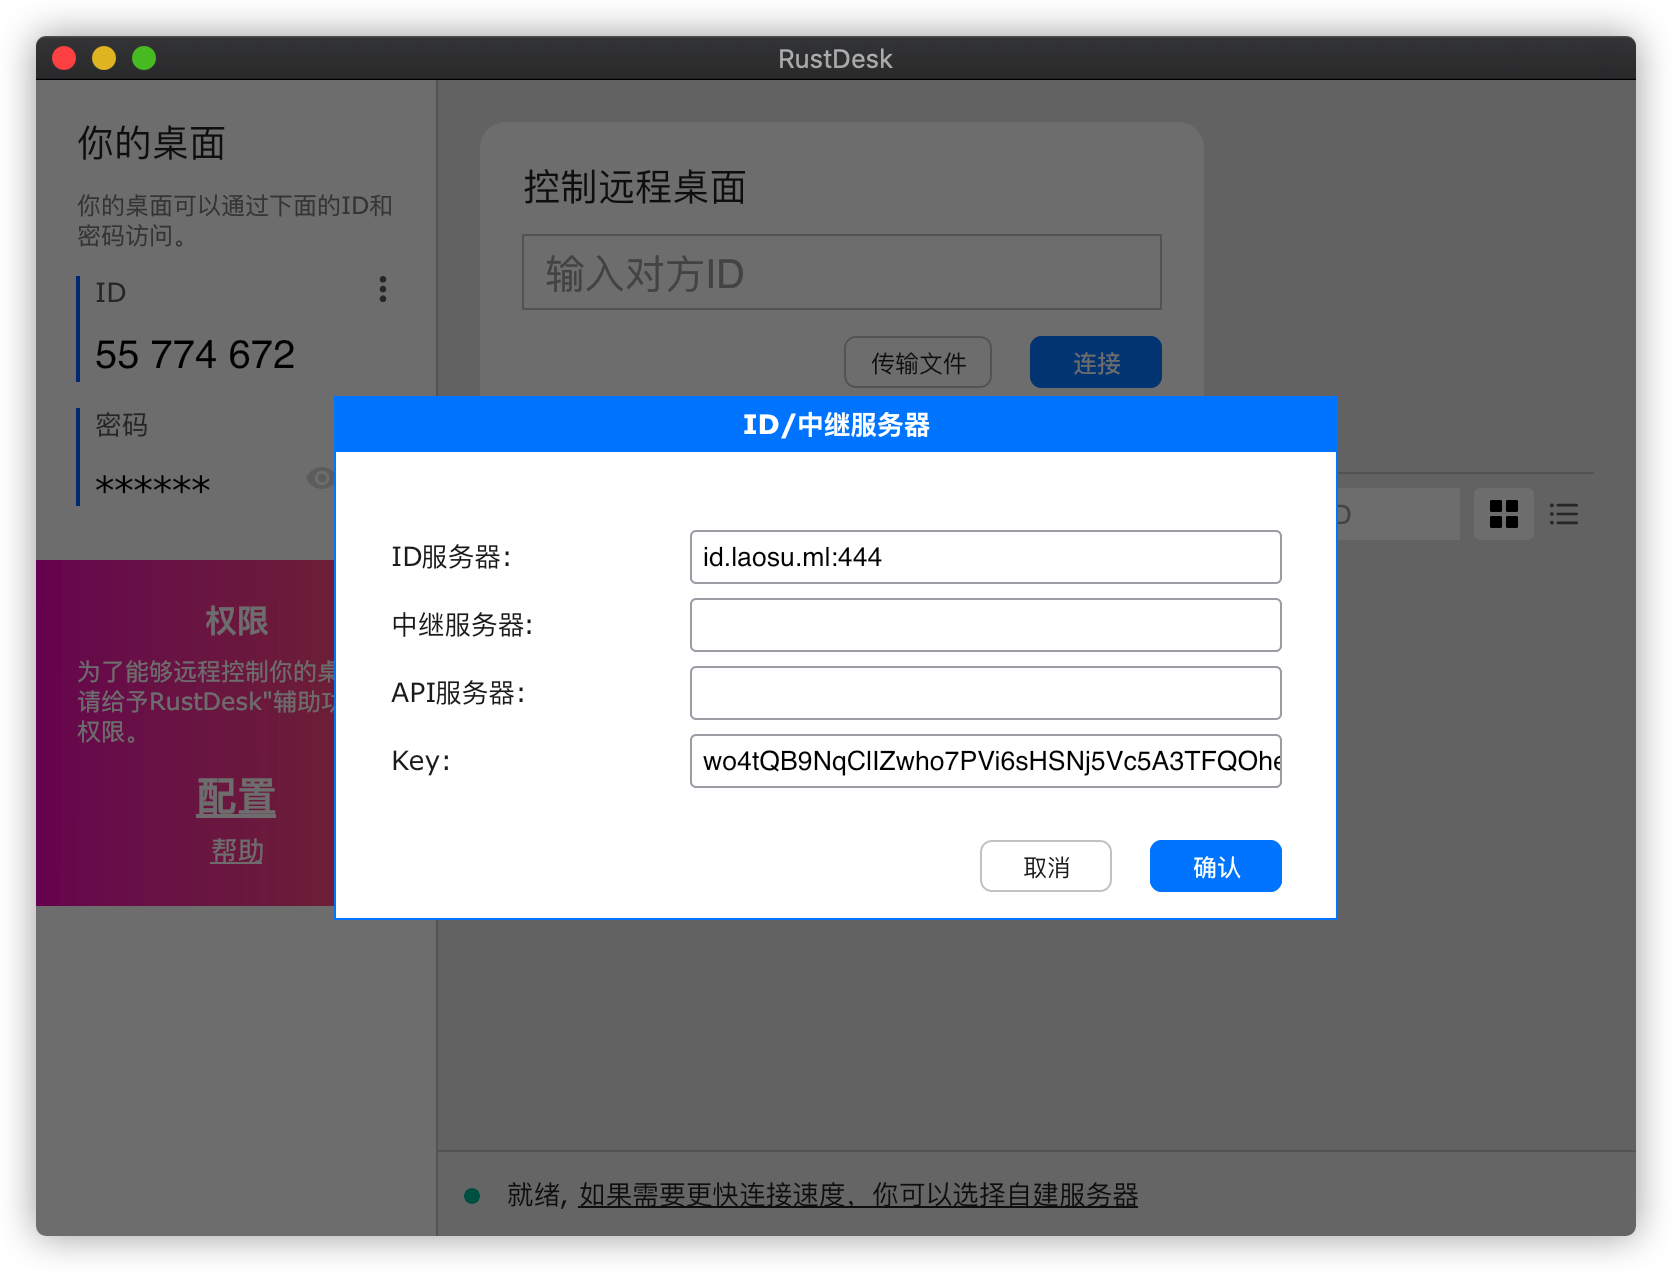 RustDesk
你的桌面
你的桌面可以通过下面的ID和
密码访问。
ID
55 774 672
密码
******
权限
为了能够远程控制你的桌
请给予RustDesk"辅助功
权限。
配置
帮助
控制远程桌面
输入对方ID
传输文件
连接
ID/中继服务器
ID服务器:
id.laosu.ml:444
中继服务器:
API服务器:
Key:
wo4tQB9NqClIZwho7PVi6sHSNj5Vc5A3TFQOhe
取消
确认
D
就绪, 如果需要更快连接速度，你可以选择自建服务器